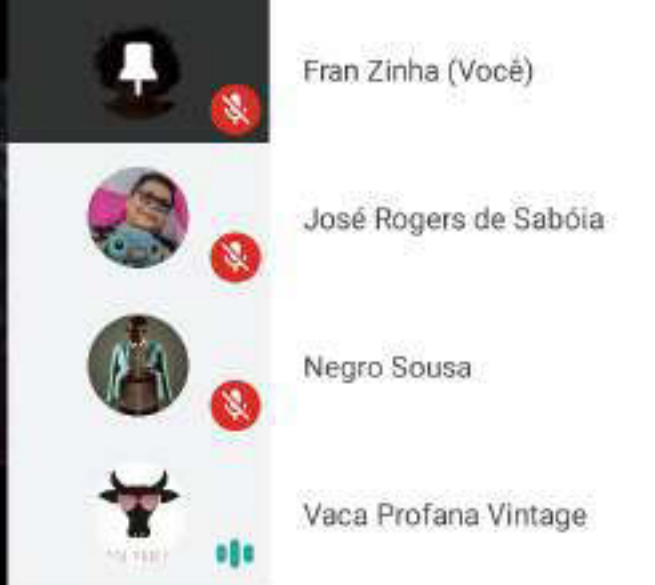 Fran Zinha (Você)
José Rogers de Sabóia
Negro Sousa
Vaca Profana Vintage